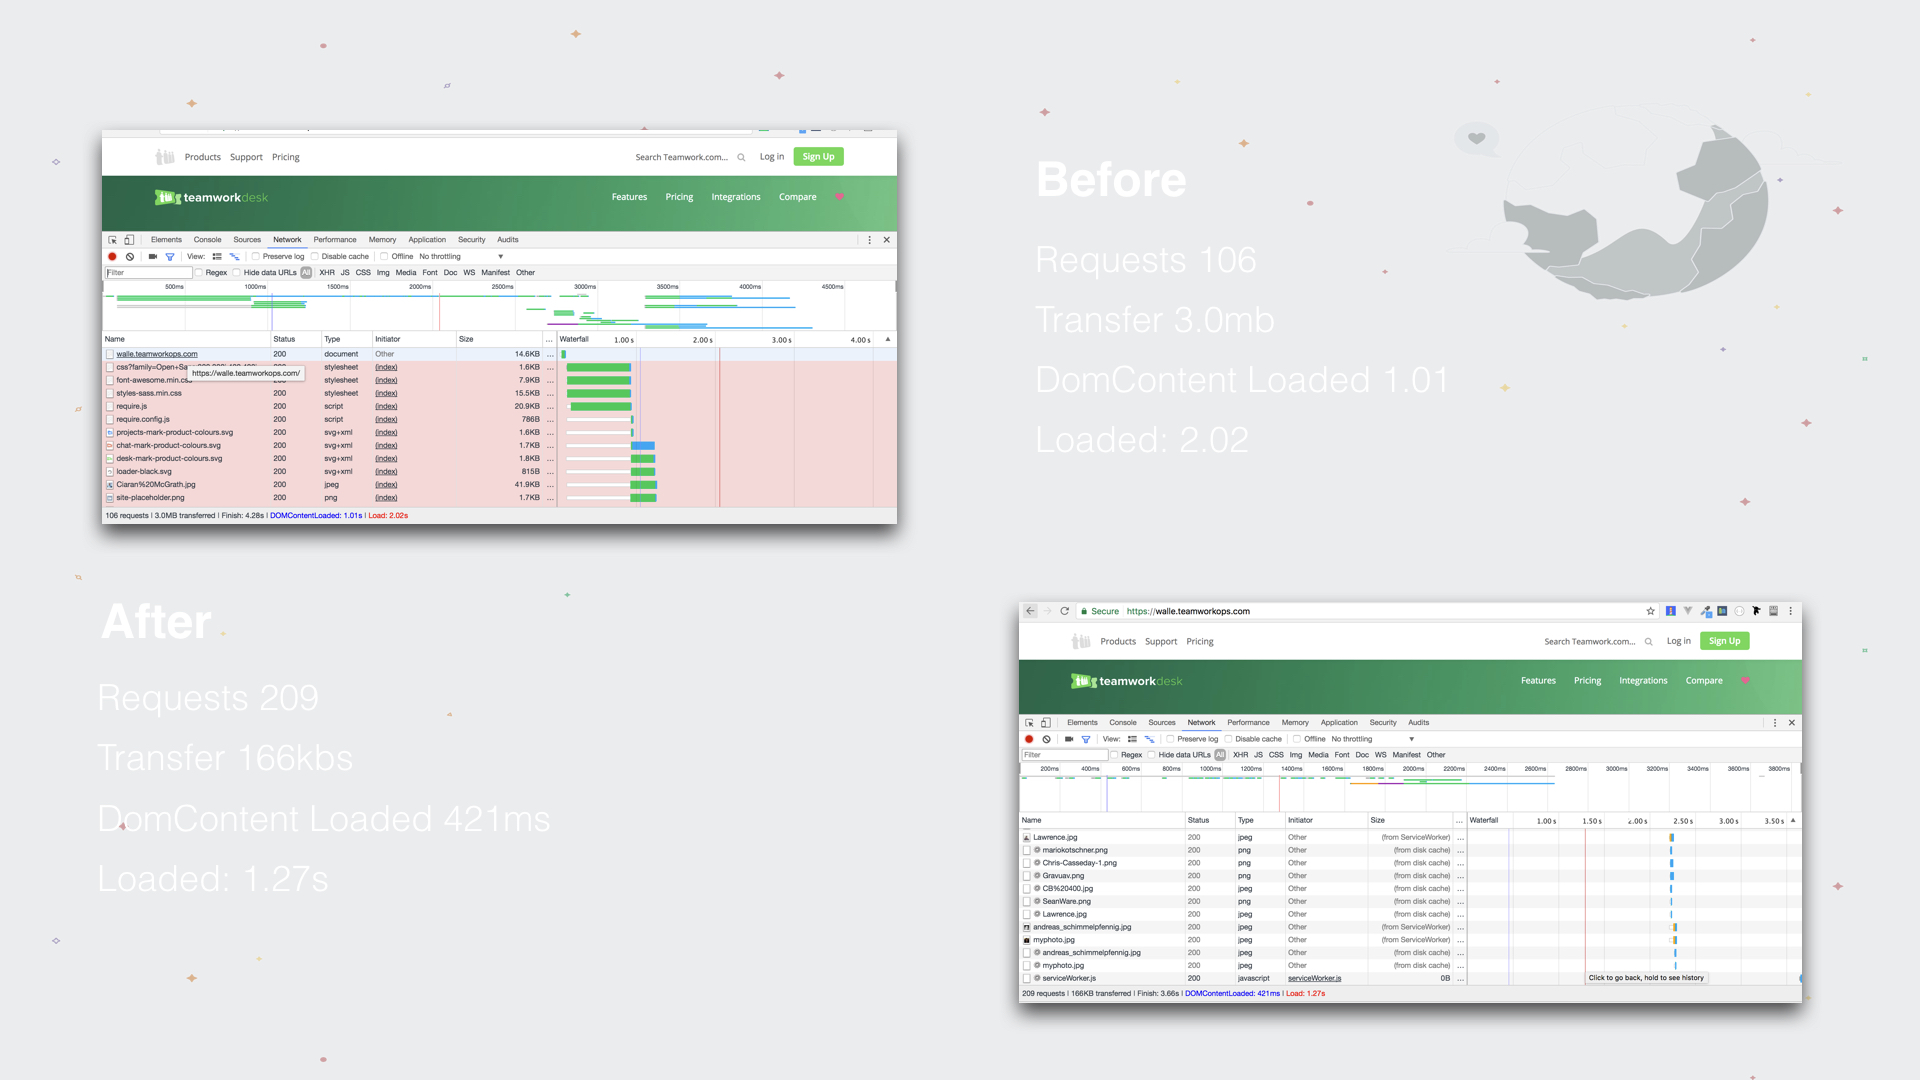 Products Support Pricing Search Teamwork.com... Log in Sign Up
teamworkdesk Features Pricing Integrations Compare
Elements Console Sources Network Performance Memory Application Security Audits
View: Preserve log Disable cache Offline No throttling
Filter Regex Hide data URLs All XHR JS CSS Img Media Font Doc WS Manifest Other
500ms 1000ms 1500ms 2000ms 2500ms 3000ms 3500ms 4000ms 4500ms
Name Status Type Initiator Size ... Waterfall 1.00 s 2.00 s 3.00 s 4.00 s
walle.teamworkops.com 200 document Other 14.6KB ...
css?family=Open+Sa 200 stylesheet (index) 1.6KB ...
https://walle.teamworkops.com/
font-awesome.min.css 200 stylesheet (index) 7.9KB ...
styles-sass.min.css 200 stylesheet (index) 15.5KB ...
require.js 200 script (index) 20.9KB ...
require.config.js 200 script (index) 786B ...
projects-mark-product-colours.svg 200 svg+xml (index) 1.6KB ...
chat-mark-product-colours.svg 200 svg+xml (index) 1.7KB ...
desk-mark-product-colours.svg 200 svg+xml (index) 1.8KB ...
loader-black.svg 200 svg+xml (index) 815B ...
Ciaran%20McGrath.jpg 200 jpeg (index) 41.9KB ...
site-placeholder.png 200 png (index) 1.7KB ...
106 requests | 3.0MB transferred | Finish: 4.28s | DOMContentLoaded: 1.01s | Load: 2.02s
Before
Requests 106
Transfer 3.0mb
DomContent Loaded 1.01
Loaded: 2.02
After
Requests 209
Transfer 166kbs
DomContent Loaded 421ms
Loaded: 1.27s
Secure https://walle.teamworkops.com
Products Support Pricing Search Teamwork.com... Log in Sign Up
teamworkdesk Features Pricing Integrations Compare
Elements Console Sources Network Performance Memory Application Security Audits
View: Preserve log Disable cache Offline No throttling
Filter Regex Hide data URLs All XHR JS CSS Img Media Font Doc WS Manifest Other
200ms 400ms 600ms 800ms 1000ms 1200ms 1400ms 1600ms 1800ms 2000ms 2200ms 2400ms 2600ms 2800ms 3000ms 3200ms 3400ms 3600ms 3800ms
Name Status Type Initiator Size ... Waterfall 1.00 s 1.50 s 2.00 s 2.50 s 3.00 s 3.50 s
Lawrence.jpg 200 jpeg Other (from ServiceWorker) ...
mariokotschner.png 200 png Other (from disk cache) ...
Chris-Casseday-1.png 200 png Other (from disk cache) ...
Gravuav.png 200 png Other (from disk cache) ...
CB%20400.jpg 200 jpeg Other (from disk cache) ...
SeanWare.png 200 png Other (from disk cache) ...
Lawrence.jpg 200 jpeg Other (from disk cache) ...
andreas_schimmelpfennig.jpg 200 jpeg Other (from ServiceWorker) ...
myphoto.jpg 200 jpeg Other (from ServiceWorker) ...
andreas_schimmelpfennig.jpg 200 jpeg Other (from disk cache) ...
myphoto.jpg 200 jpeg Other (from disk cache) ...
serviceWorker.js 200 javascript serviceWorker.js 0B ...
Click to go back, hold to see history
209 requests | 166KB transferred | Finish: 3.66s | DOMContentLoaded: 421ms | Load: 1.27s